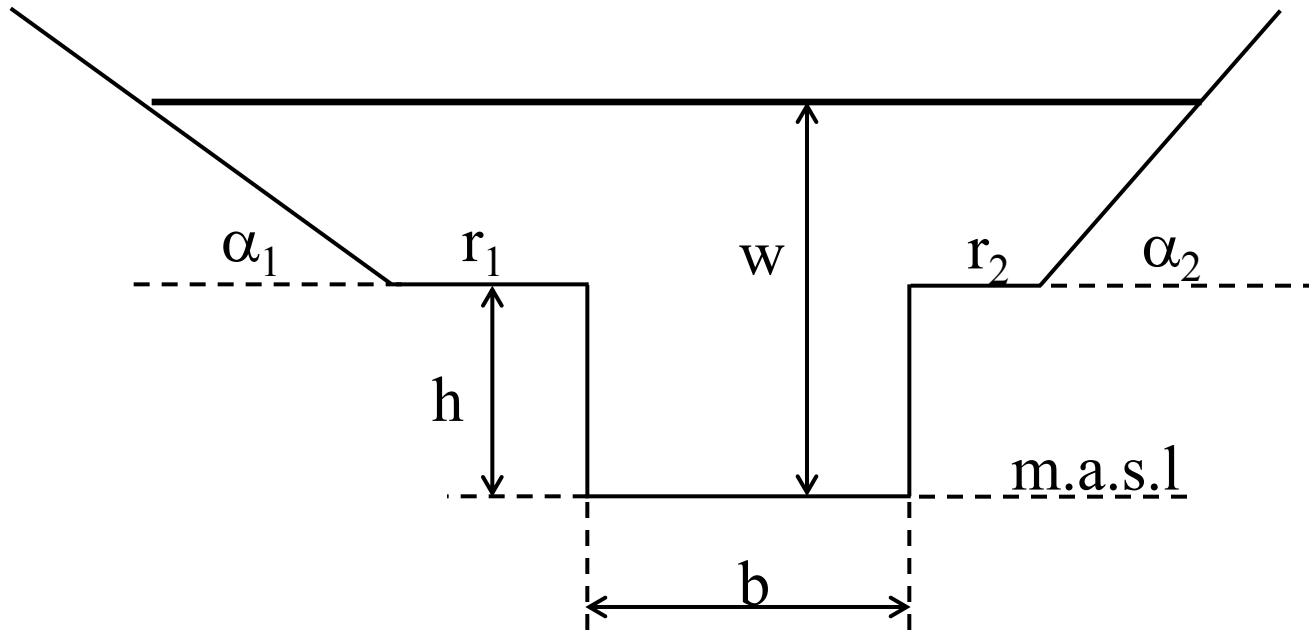 α₁ r₁ w r₂ α₂
h
m.a.s.l
b